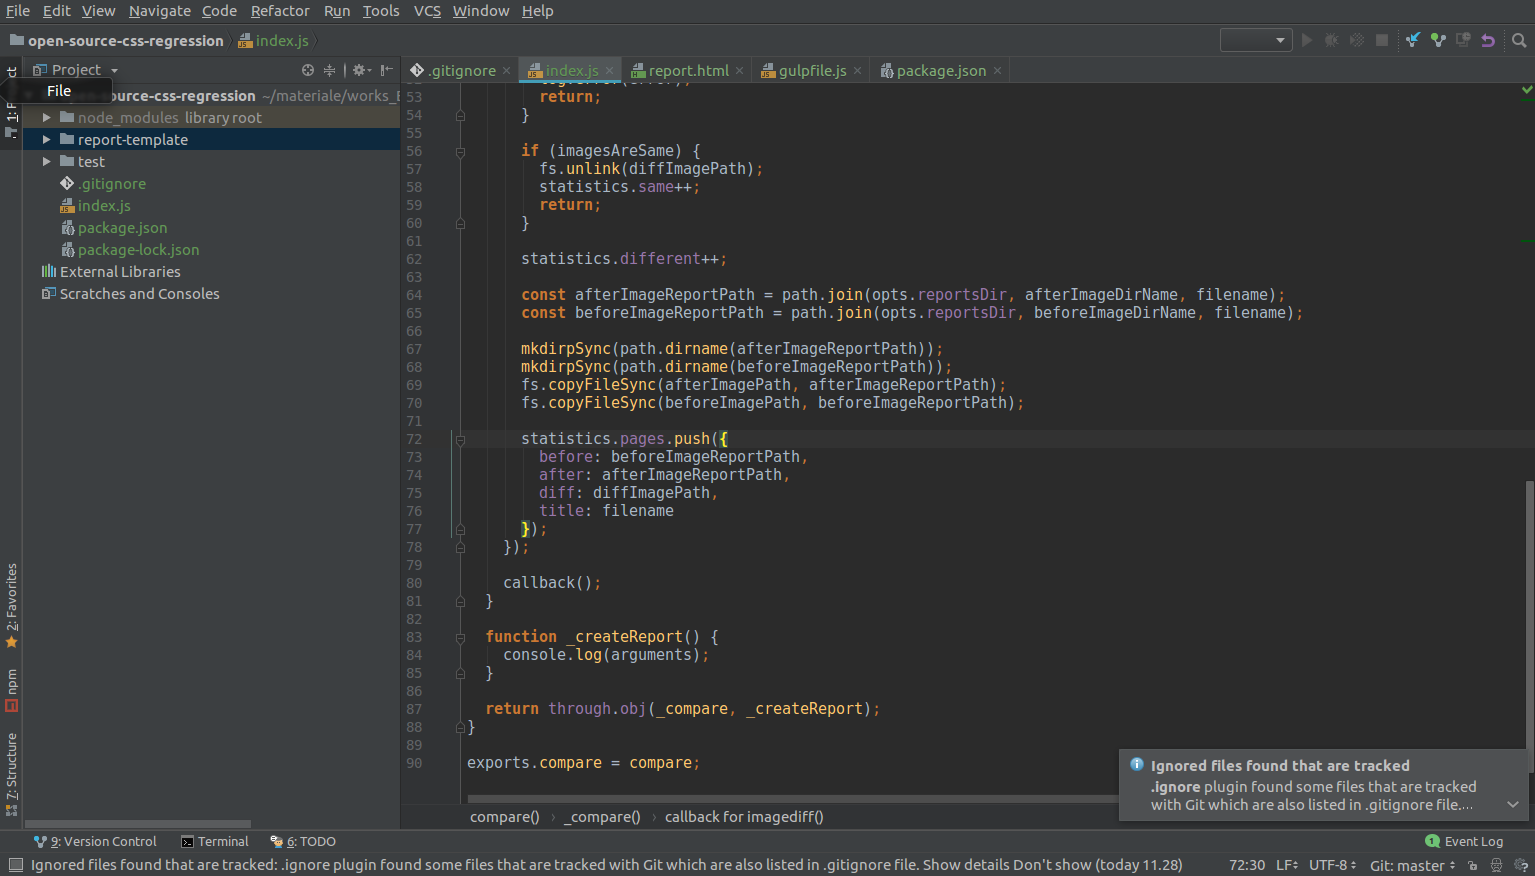 File Edit View Navigate Code Refactor Run Tools VCS Window Help
open-source-css-regression index.js
Project
.gitignore index.js report.html gulpfile.js package.json
File
open-source-css-regression ~/materiale/works_
node_modules library root
report-template
test
.gitignore
index.js
package.json
package-lock.json
External Libraries
Scratches and Consoles
2: Favorites
npm
7: Structure
53 return;
54 }
55
56 if (imagesAreSame) {
57 fs.unlink(diffImagePath);
58 statistics.same++;
59 return;
60 }
61
62 statistics.different++;
63
64 const afterImageReportPath = path.join(opts.reportsDir, afterImageDirName, filename);
65 const beforeImageReportPath = path.join(opts.reportsDir, beforeImageDirName, filename);
66
67 mkdirpSync(path.dirname(afterImageReportPath));
68 mkdirpSync(path.dirname(beforeImageReportPath));
69 fs.copyFileSync(afterImagePath, afterImageReportPath);
70 fs.copyFileSync(beforeImagePath, beforeImageReportPath);
71
72 statistics.pages.push({
73 before: beforeImageReportPath,
74 after: afterImageReportPath,
75 diff: diffImagePath,
76 title: filename
77 });
78 });
79
80 callback();
81 }
82
83 function _createReport() {
84 console.log(arguments);
85 }
86
87 return through.obj(_compare, _createReport);
88 }
89
90 exports.compare = compare;
Ignored files found that are tracked
.ignore plugin found some files that are tracked
with Git which are also listed in .gitignore file....
compare() › _compare() › callback for imagediff()
9: Version Control Terminal 6: TODO 1 Event Log
Ignored files found that are tracked: .ignore plugin found some files that are tracked with Git which are also listed in .gitignore file. Show details Don't show (today 11.28) 72:30 LF UTF-8 Git: master